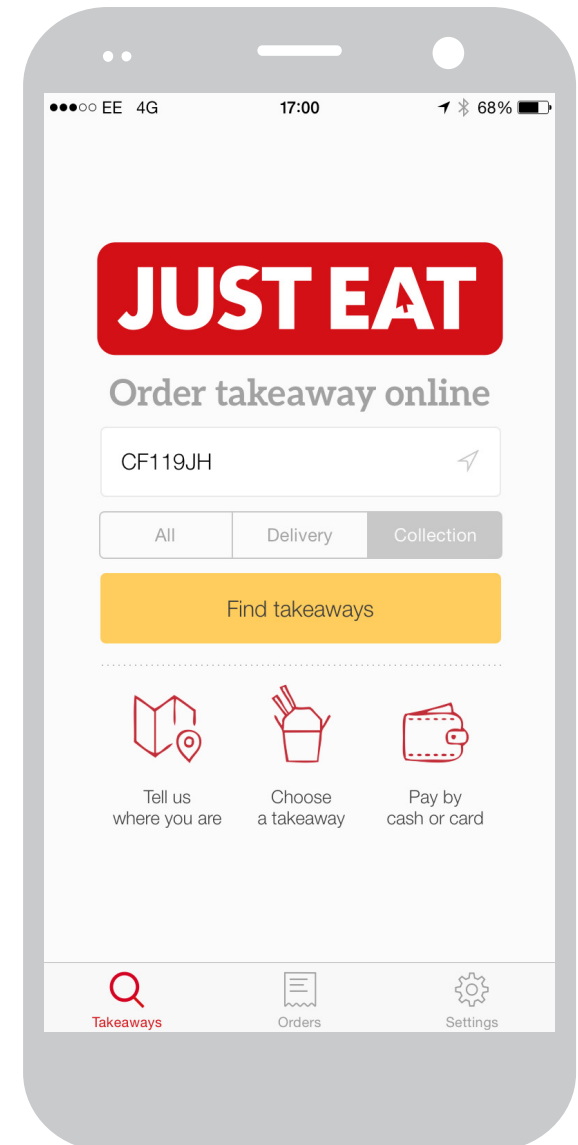 EE 4G 17:00 68%
JUST EAT
Order takeaway online
CF119JH
All Delivery Collection
Find takeaways
Tell us
where you are
Choose
a takeaway
Pay by
cash or card
Takeaways Orders Settings